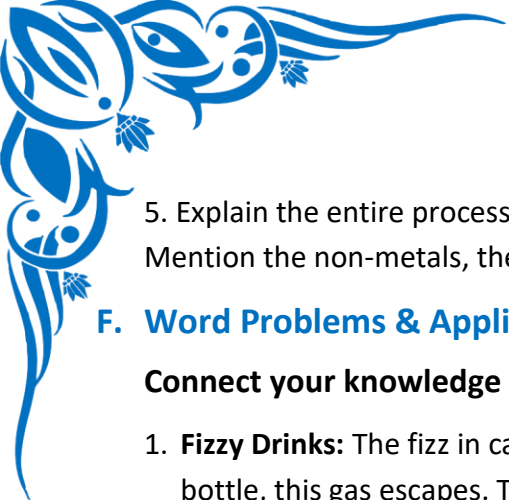 5. Explain the entire process
Mention the non-metals, the
F. Word Problems & Appli
Connect your knowledge
1. Fizzy Drinks: The fizz in ca
bottle, this gas escapes. T